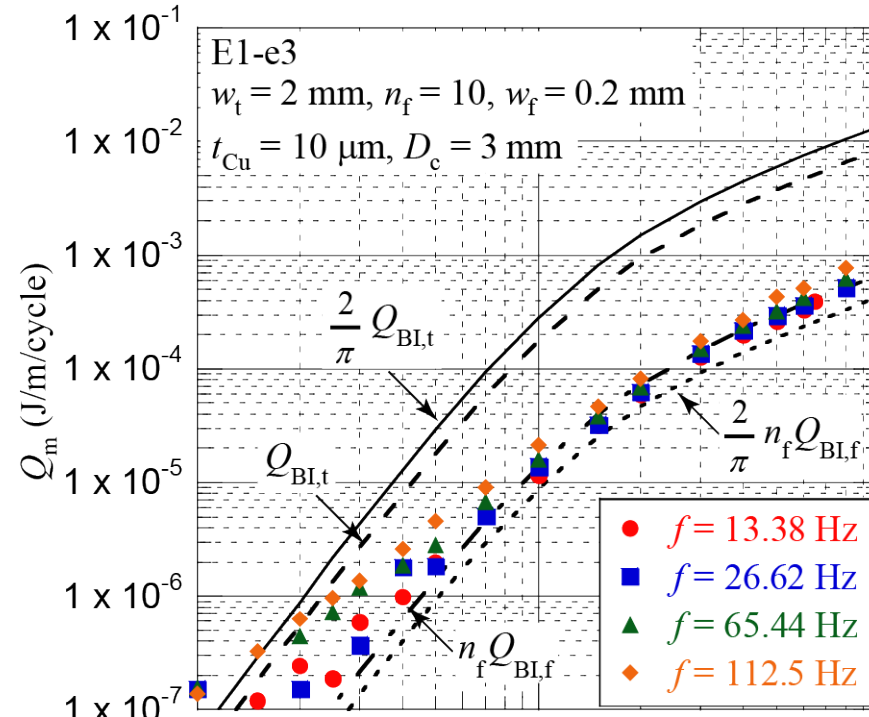 1 x 10⁻¹
E1-e3
wₜ = 2 mm, n_f = 10, w_f = 0.2 mm
t_Cu = 10 μm, D_c = 3 mm
1 x 10⁻²
1 x 10⁻³
1 x 10⁻⁴
1 x 10⁻⁵
1 x 10⁻⁶
1 x 10⁻⁷
Q_m (J/m/cycle)
2/π Q_BI,t
Q_BI,t
2/π n_f Q_BI,f
n_f Q_BI,f
f = 13.38 Hz
f = 26.62 Hz
f = 65.44 Hz
f = 112.5 Hz